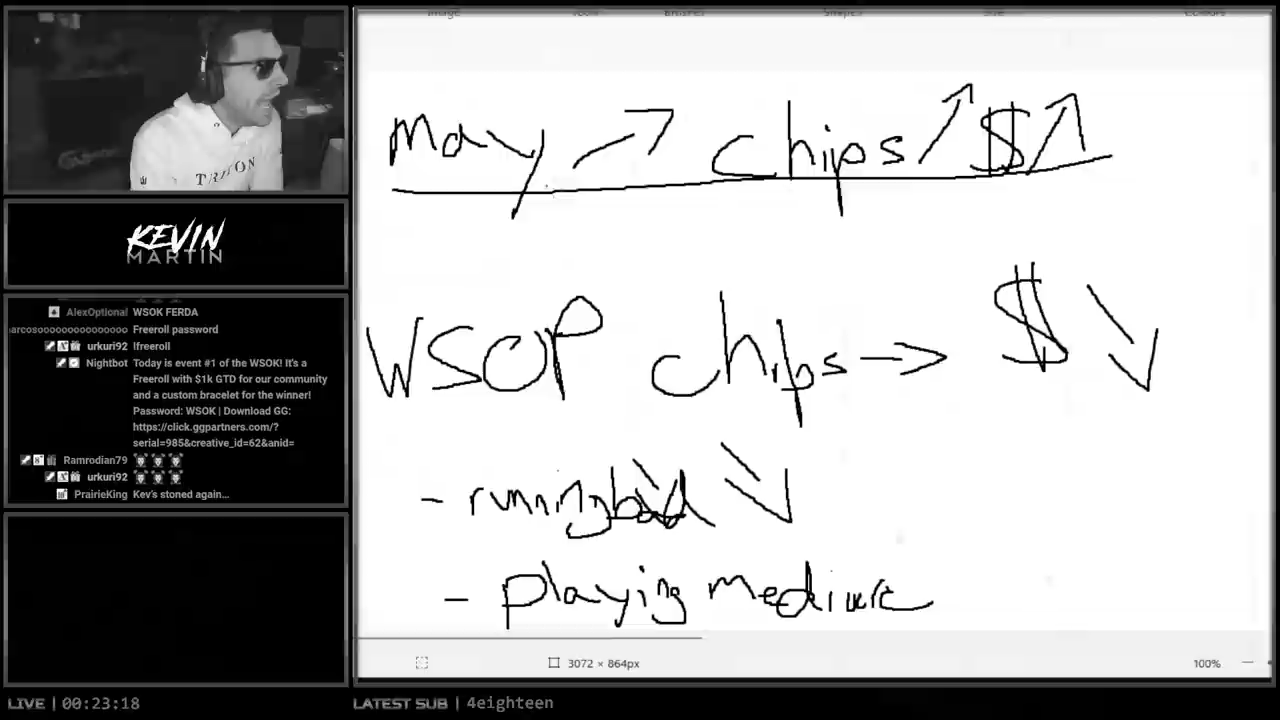 TRITON
KEVIN
MARTIN
AlexOptional WSOK FERDA
arcosooooooooooooooo Freeroll password
urkuri92 !freeroll
Nightbot Today is event #1 of the WSOK! It's a
Freeroll with $1k GTD for our community
and a custom bracelet for the winner!
Password: WSOK | Download GG:
https://click.ggpartners.com/?
serial=985&creative_id=62&anid=
Ramrodian79
urkuri92
PrairieKing Kev's stoned again...
LIVE | 00:23:18
Image Tools Brushes Shapes Size Colours
may ↗ chips ↗ $ ↗
WSOP chips → $ ↘
- running bad ↘
- playing
3072 × 864px
100%
LATEST SUB | 4eighteen